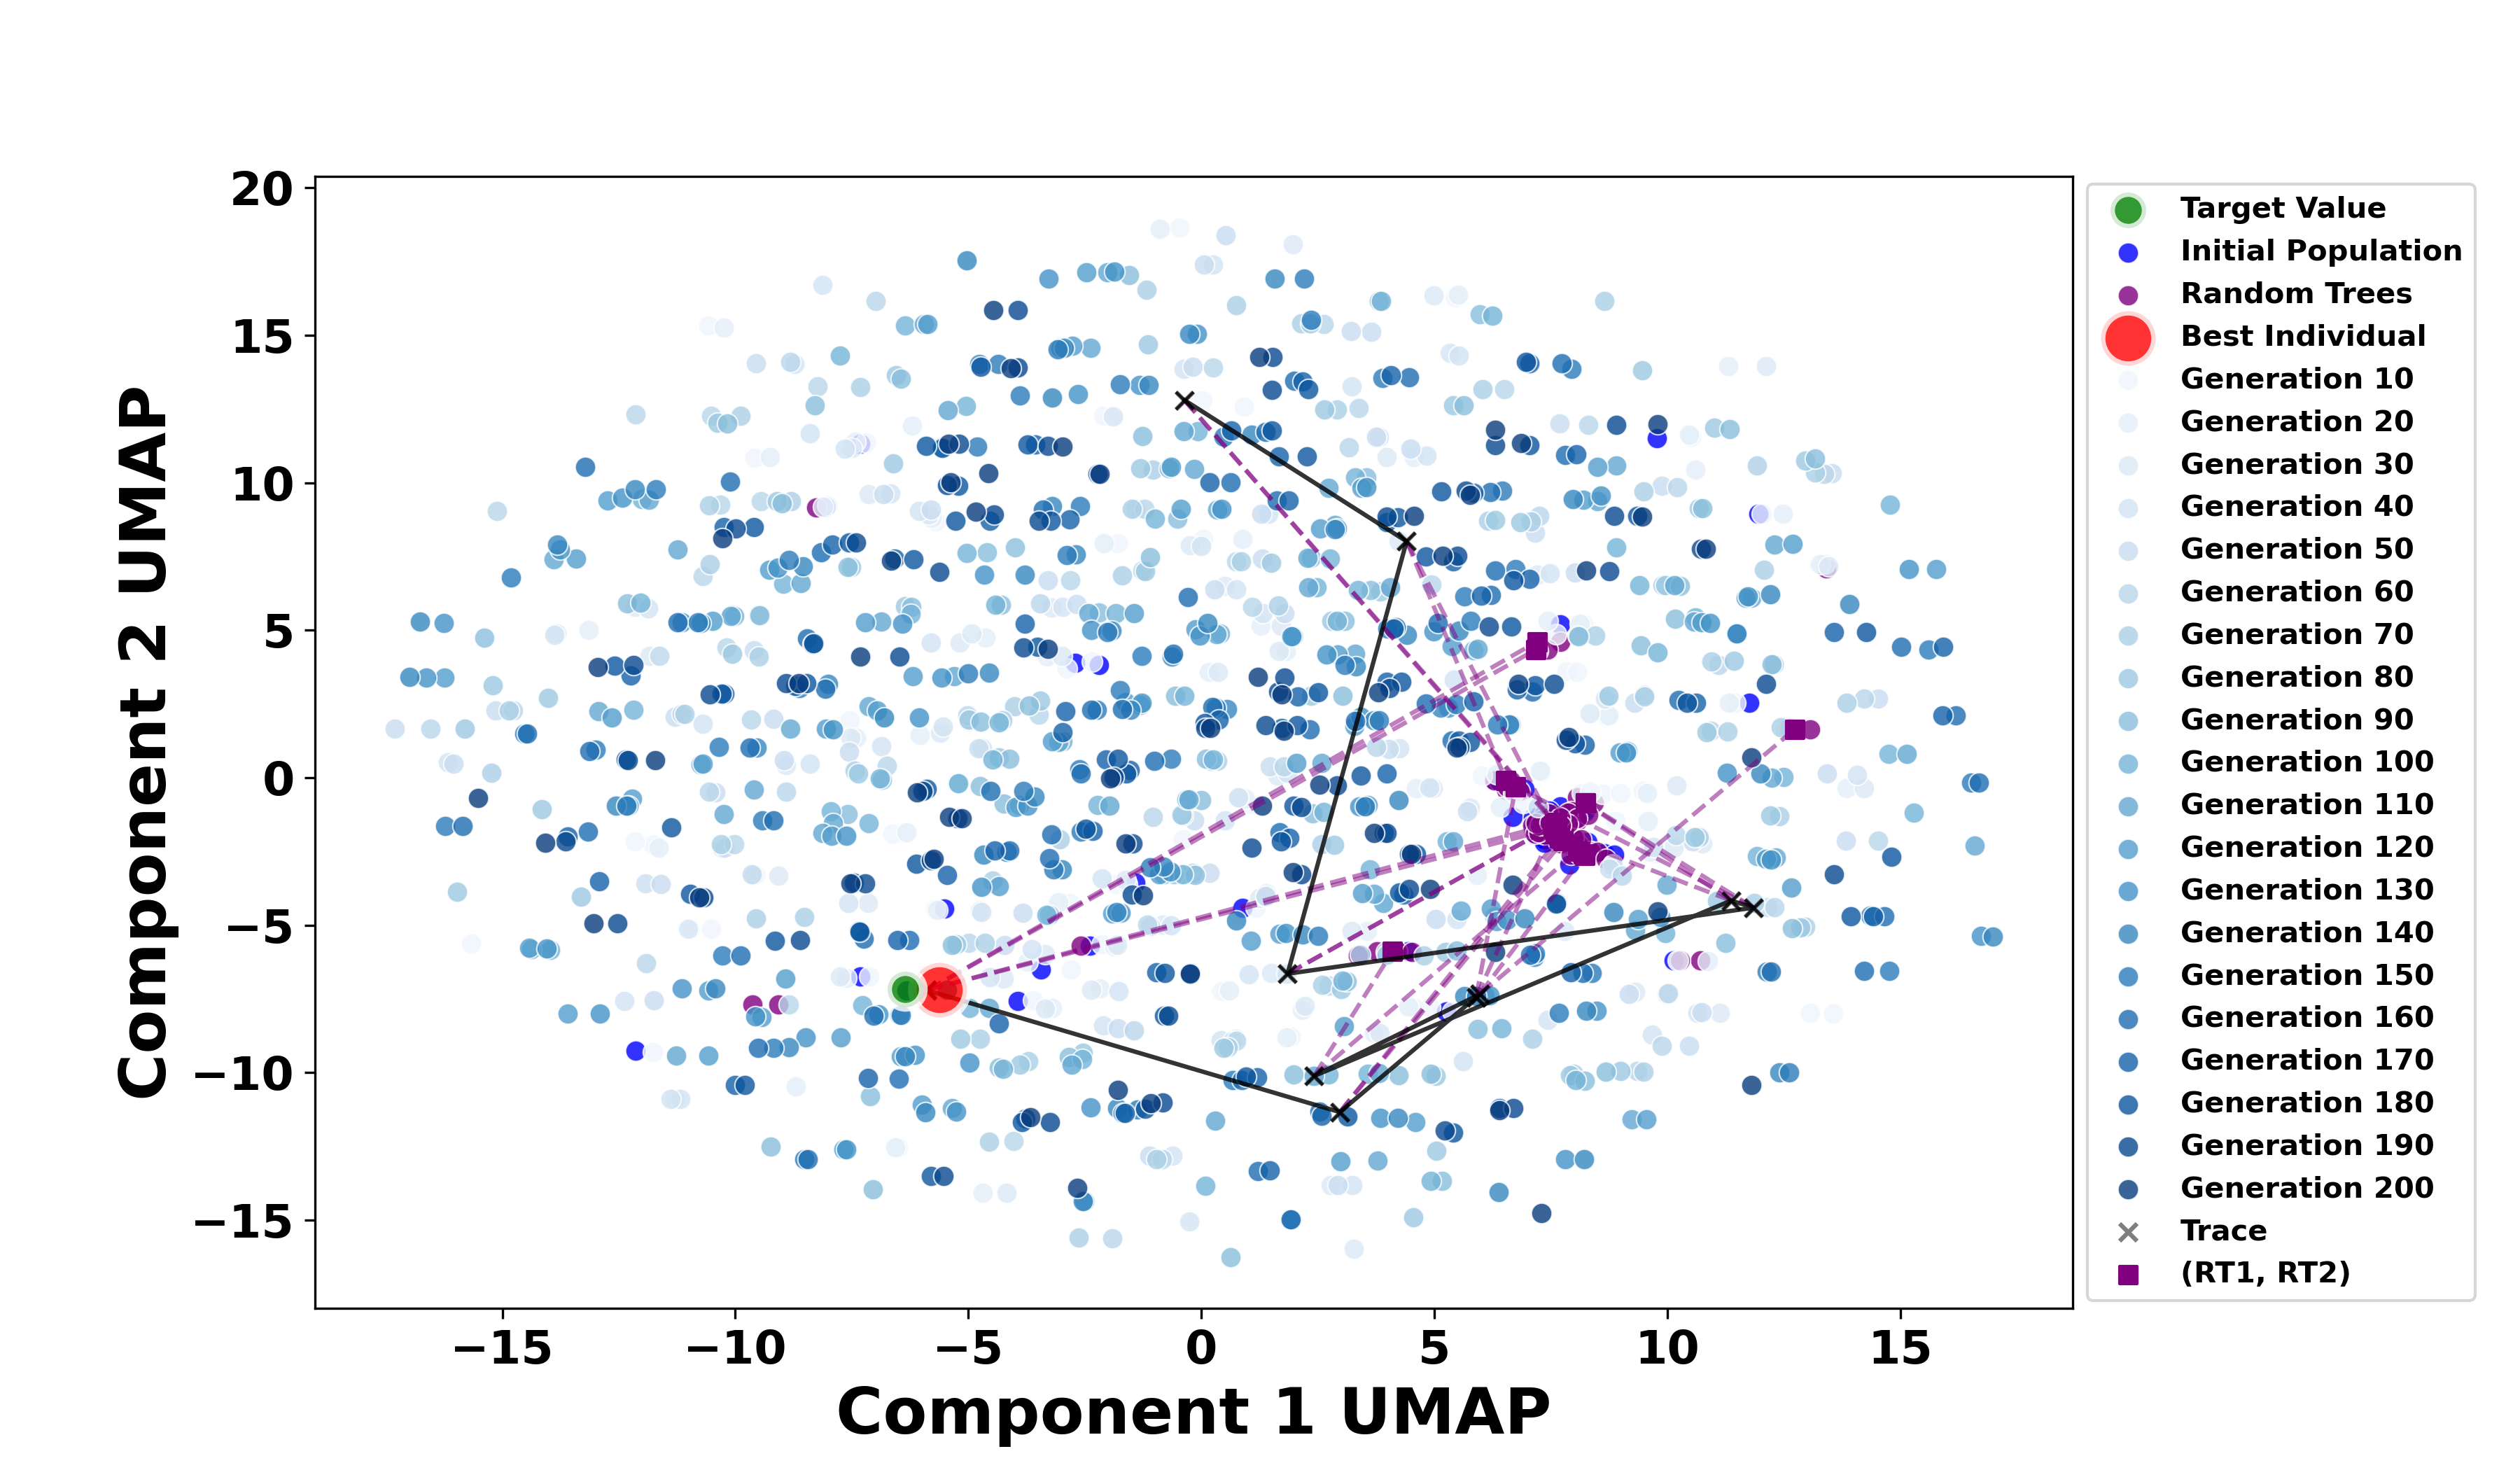 20
15
10
5
0
−5
−10
−15
Component 2 UMAP
−15
−10
−5
0
5
10
15
Component 1 UMAP
Target Value
Initial Population
Random Trees
Best Individual
Generation 10
Generation 20
Generation 30
Generation 40
Generation 50
Generation 60
Generation 70
Generation 80
Generation 90
Generation 100
Generation 110
Generation 120
Generation 130
Generation 140
Generation 150
Generation 160
Generation 170
Generation 180
Generation 190
Generation 200
Trace
(RT1, RT2)